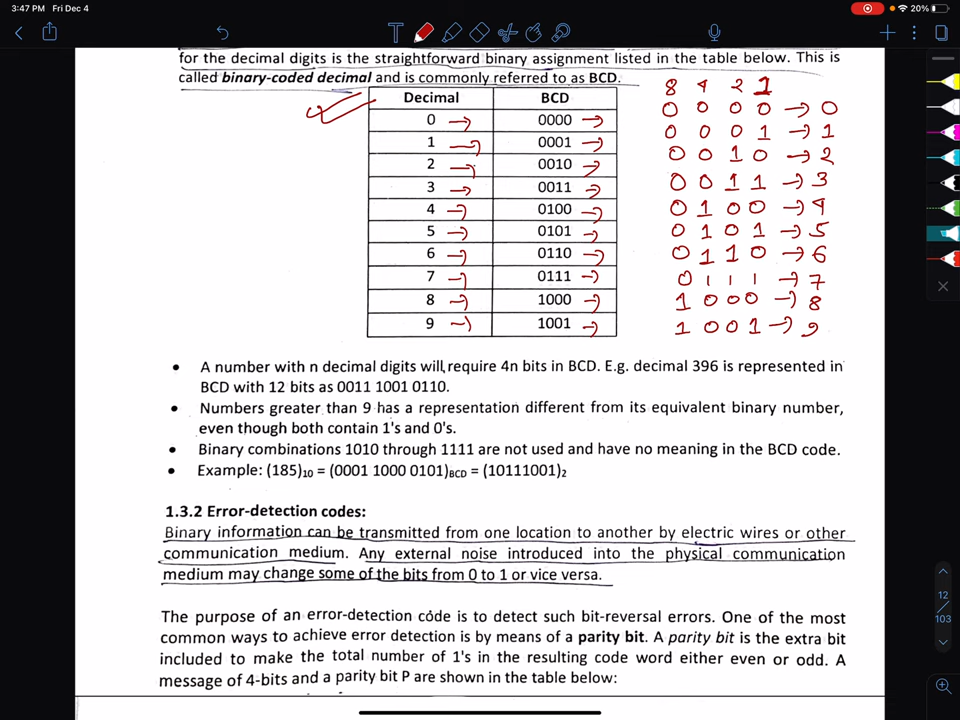 3:47 PM Fri Dec 4
20%
for the decimal digits is the straightforward binary assignment listed in the table below. This is
called binary-coded decimal and is commonly referred to as BCD.
Decimal BCD
0 → 0000 →
1 → 0001 →
2 → 0010 →
3 → 0011 →
4 → 0100 →
5 → 0101 →
6 → 0110 →
7 → 0111 →
8 → 1000 →
9 → 1001 →
8 4 2 1
0 0 0 0 → 0
0 0 0 1 → 1
0 0 1 0 → 2
0 0 1 1 → 3
0 1 0 0 → 4
0 1 0 1 → 5
0 1 1 0 → 6
0 1 1 1 → 7
1 0 0 0 → 8
1 0 0 1 → 9
• A number with n decimal digits will require 4n bits in BCD. E.g. decimal 396 is represented in
BCD with 12 bits as 0011 1001 0110.
• Numbers greater than 9 has a representation different from its equivalent binary number,
even though both contain 1's and 0's.
• Binary combinations 1010 through 1111 are not used and have no meaning in the BCD code.
• Example: (185)10 = (0001 1000 0101)BCD = (10111001)2
1.3.2 Error-detection codes:
Binary information can be transmitted from one location to another by electric wires or other
communication medium. Any external noise introduced into the physical communication
medium may change some of the bits from 0 to 1 or vice versa.
The purpose of an error-detection code is to detect such bit-reversal errors. One of the most
common ways to achieve error detection is by means of a parity bit. A parity bit is the extra bit
included to make the total number of 1's in the resulting code word either even or odd. A
message of 4-bits and a parity bit P are shown in the table below:
12
/
103